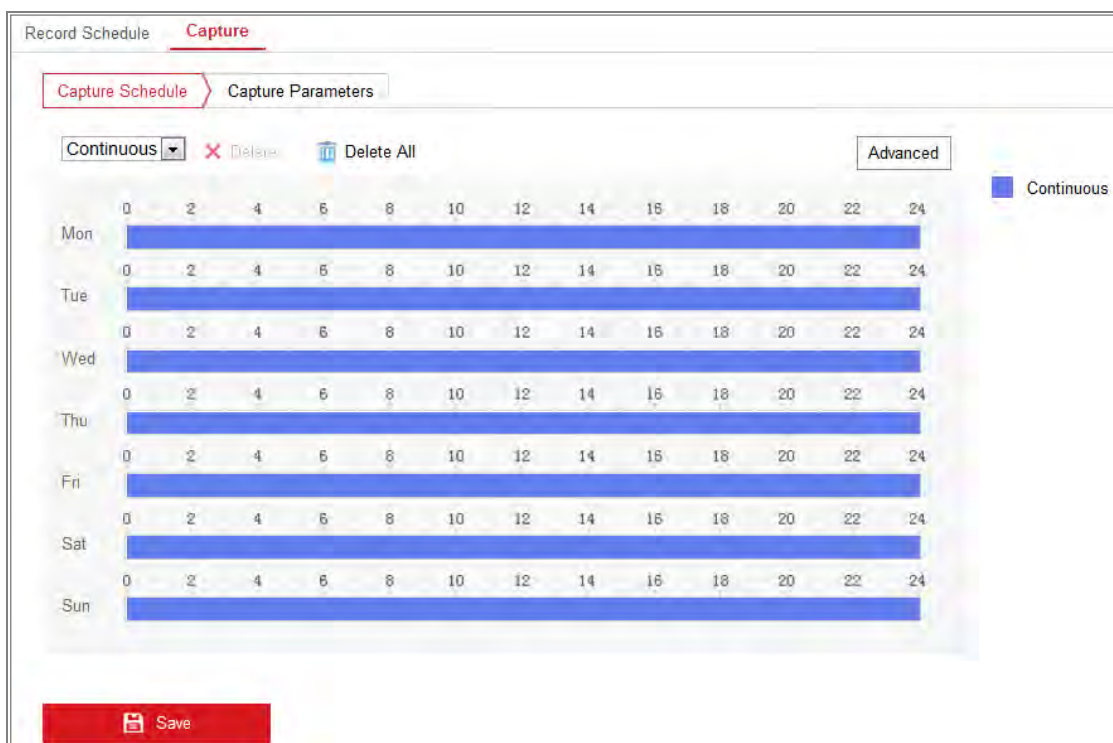 Record Schedule Capture
Capture Schedule Capture Parameters
Continuous Delete Delete All Advanced
Continuous
0 2 4 6 8 10 12 14 16 18 20 22 24
Mon
0 2 4 6 8 10 12 14 16 18 20 22 24
Tue
0 2 4 6 8 10 12 14 16 18 20 22 24
Wed
0 2 4 6 8 10 12 14 16 18 20 22 24
Thu
0 2 4 6 8 10 12 14 16 18 20 22 24
Fri
0 2 4 6 8 10 12 14 16 18 20 22 24
Sat
0 2 4 6 8 10 12 14 16 18 20 22 24
Sun
Save